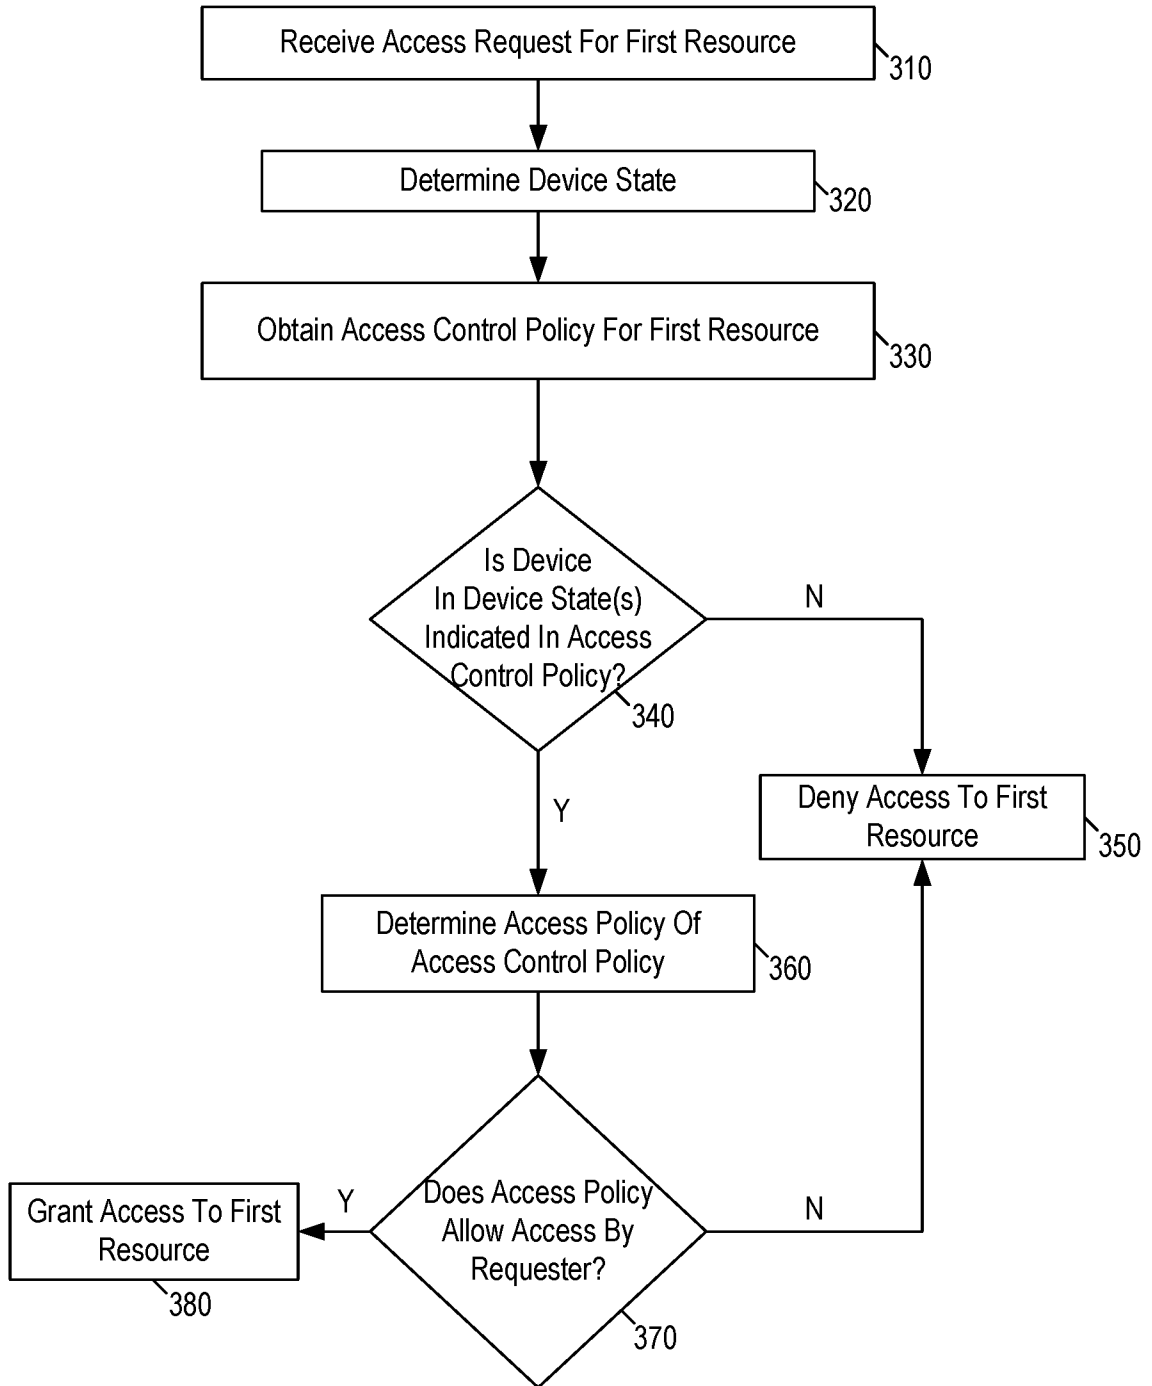 Receive Access Request For First Resource
310
Determine Device State
320
Obtain Access Control Policy For First Resource
330
Is Device
In Device State(s)
Indicated In Access
Control Policy?
340
N
Y
Deny Access To First
Resource
350
Determine Access Policy Of
Access Control Policy
360
Does Access Policy
Allow Access By
Requester?
370
Y
N
Grant Access To First
Resource
380